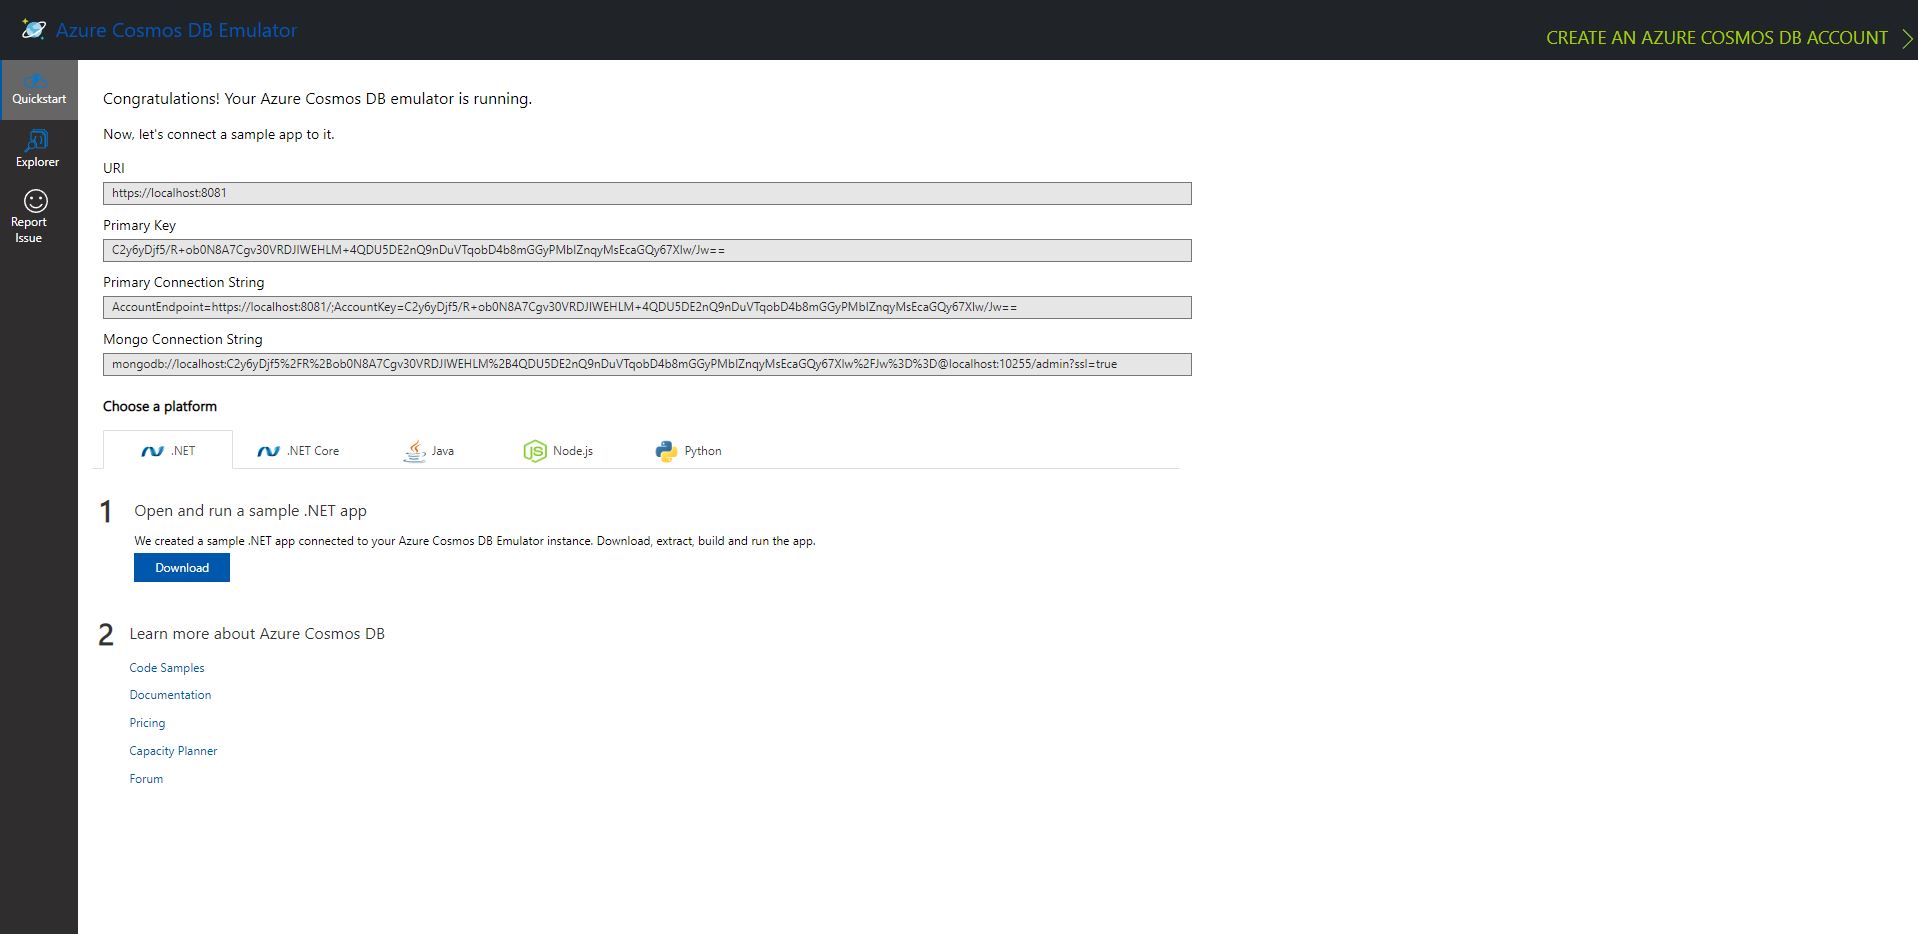 Azure Cosmos DB Emulator
CREATE AN AZURE COSMOS DB ACCOUNT
Quickstart
Explorer
Report
Issue
Congratulations! Your Azure Cosmos DB emulator is running.
Now, let's connect a sample app to it.
URI
https://localhost:8081
Primary Key
C2y6yDjf5/R+ob0N8A7Cgv30VRDJIWEHLM+4QDU5DE2nQ9nDuVTqobD4b8mGGyPMbIZnqyMsEcaGQy67XIw/Jw==
Primary Connection String
AccountEndpoint=https://localhost:8081/;AccountKey=C2y6yDjf5/R+ob0N8A7Cgv30VRDJIWEHLM+4QDU5DE2nQ9nDuVTqobD4b8mGGyPMbIZnqyMsEcaGQy67XIw/Jw==
Mongo Connection String
mongodb://localhost:C2y6yDjf5%2FR%2Bob0N8A7Cgv30VRDJIWEHLM%2B4QDU5DE2nQ9nDuVTqobD4b8mGGyPMbIZnqyMsEcaGQy67XIw%2FJw%3D%3D@localhost:10255/admin?ssl=true
Choose a platform
.NET
.NET Core
Java
JS Node.js
Python
1 Open and run a sample .NET app
We created a sample .NET app connected to your Azure Cosmos DB Emulator instance. Download, extract, build and run the app.
Download
2 Learn more about Azure Cosmos DB
Code Samples
Documentation
Pricing
Capacity Planner
Forum